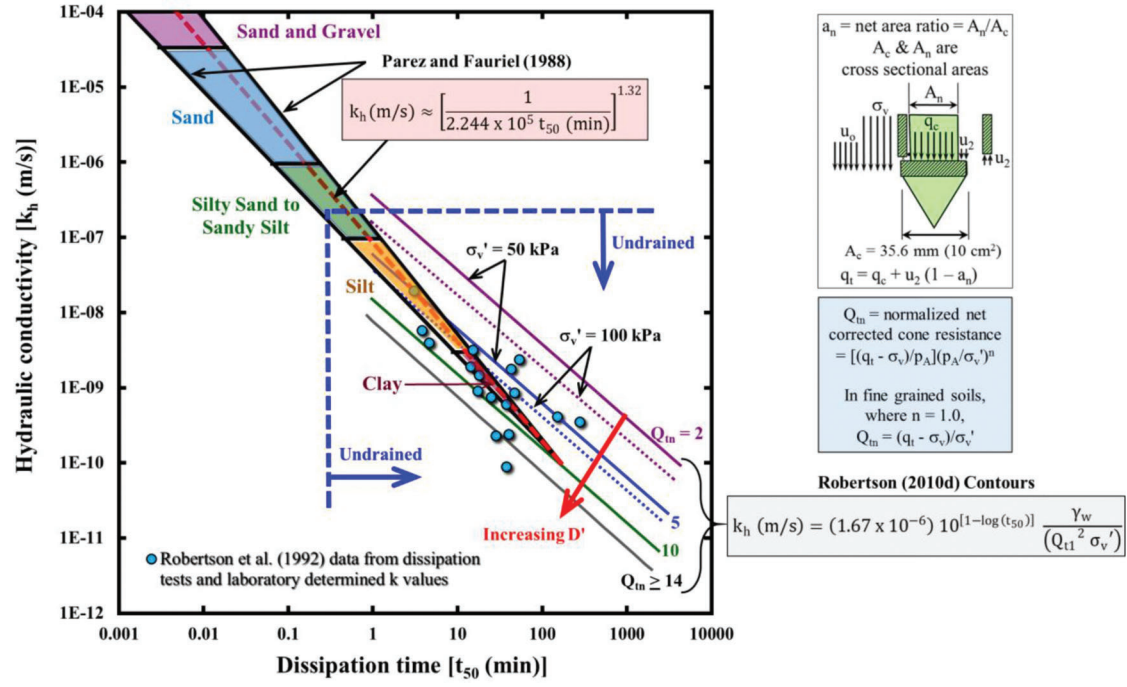 Hydraulic conductivity [kh (m/s)]
1E-04
1E-05
1E-06
1E-07
1E-08
1E-09
1E-10
1E-11
1E-12
0.001
0.01
0.1
1
10
100
1000
10000
Dissipation time [t50 (min)]
Sand and Gravel
Parez and Fauriel (1988)
kh (m/s) ≈ [1 / (2.244 x 10^5 t50 (min))]^1.32
Sand
Silty Sand to
Sandy Silt
Undrained
σv' = 50 kPa
Silt
σv' = 100 kPa
Clay
Qtn = 2
Undrained
Increasing D'
5
10
Qtn ≥ 14
Robertson et al. (1992) data from dissipation
tests and laboratory determined k values
an = net area ratio = An/Ac
Ac & An are
cross sectional areas
An
σv
qc
uo
u2
u2
Ac = 35.6 mm (10 cm²)
qt = qc + u2 (1 – an)
Qtn = normalized net
corrected cone resistance
= [(qt - σv)/pA](pA/σv')^n
In fine grained soils,
where n = 1.0,
Qtn = (qt - σv)/σv'
Robertson (2010d) Contours
kh (m/s) = (1.67 x 10^-6) 10^[1-log(t50)] γw / (Qt1² σv')